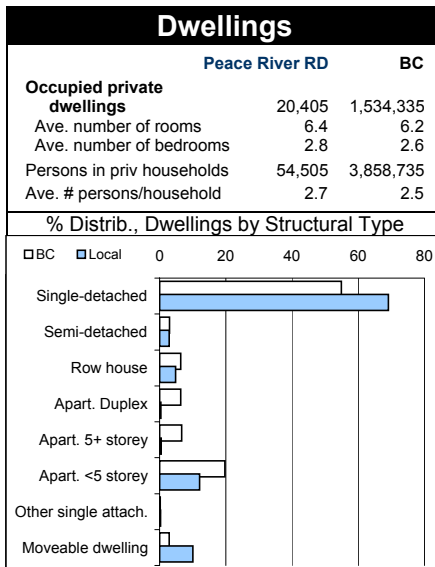 Dwellings
Peace River RD BC
Occupied private
dwellings 20,405 1,534,335
Ave. number of rooms 6.4 6.2
Ave. number of bedrooms 2.8 2.6
Persons in priv households 54,505 3,858,735
Ave. # persons/household 2.7 2.5
% Distrib., Dwellings by Structural Type
BC Local 0 20 40 60 80
Single-detached
Semi-detached
Row house
Apart. Duplex
Apart. 5+ storey
Apart. <5 storey
Other single attach.
Moveable dwelling